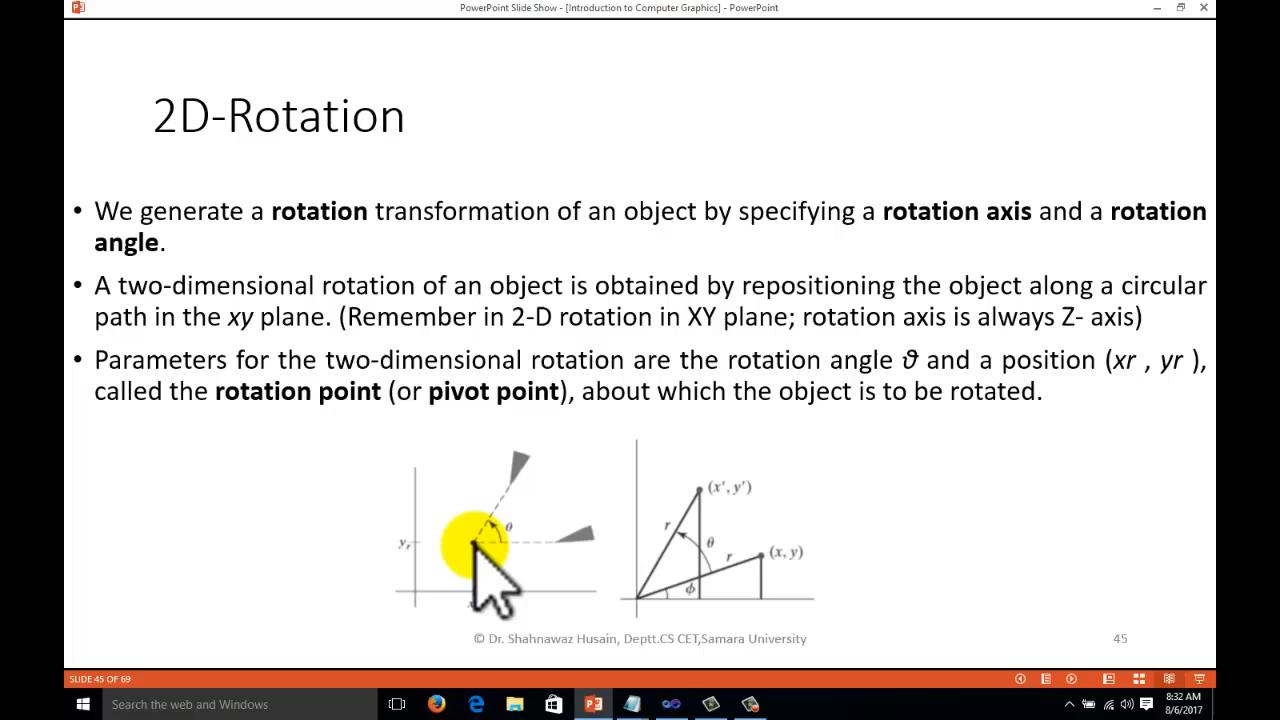 PowerPoint Slide Show - [Introduction to Computer Graphics] - PowerPoint
2D-Rotation
• We generate a rotation transformation of an object by specifying a rotation axis and a rotation
angle.
• A two-dimensional rotation of an object is obtained by repositioning the object along a circular
path in the xy plane. (Remember in 2-D rotation in XY plane; rotation axis is always Z- axis)
• Parameters for the two-dimensional rotation are the rotation angle ϑ and a position (xr , yr ),
called the rotation point (or pivot point), about which the object is to be rotated.
θ
yr
(x', y')
r
θ
r
(x, y)
ϕ
© Dr. Shahnawaz Husain, Deptt.CS CET,Samara University
45
SLIDE 45 OF 69
Search the web and Windows
8:32 AM
8/6/2017